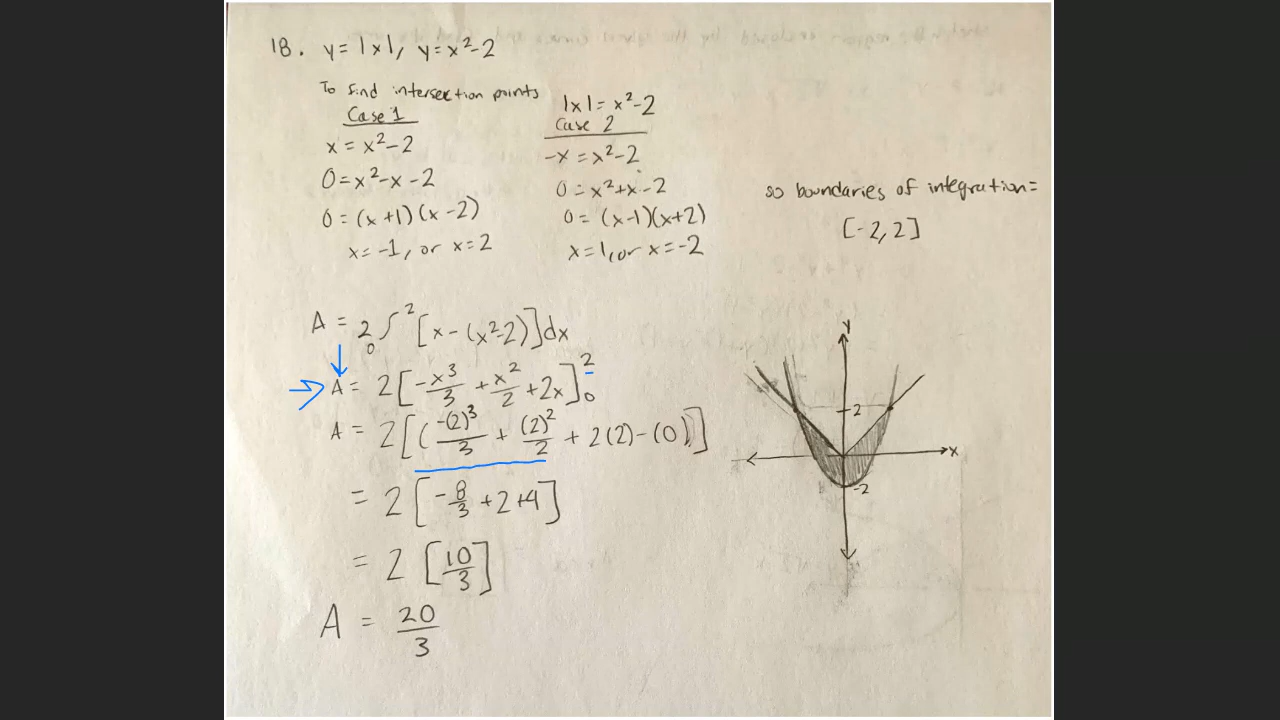 18. y = |x|, y = x²-2
To find intersection points
|x| = x²-2
Case 1
x = x²-2
0 = x²-x-2
0 = (x+1)(x-2)
x = -1, or x = 2
Case 2
-x = x²-2
0 = x²+x-2
0 = (x-1)(x+2)
x = 1, or x = -2
so boundaries of integration =
[-2, 2]
A = 2 ∫₀² [x - (x²-2)] dx
A = 2[-x³/3 + x²/2 + 2x]₀²
A = 2[(-(2)³/3 + (2)²/2 + 2(2) - (0)]]
= 2[-8/3 + 2 + 4]
= 2[10/3]
A = 20/3
y
2
x
-2